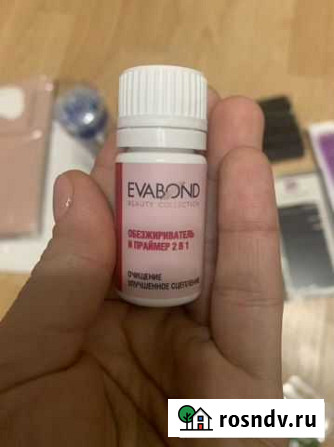 EVABOND
BEAUTY COLLECTION
ОБЕЗЖИРИВАТЕЛЬ
И ПРАЙМЕР 2 В 1
ОЧИЩЕНИЕ
УЛУЧШЕННОЕ СЦЕПЛЕНИЕ
rosndv.ru